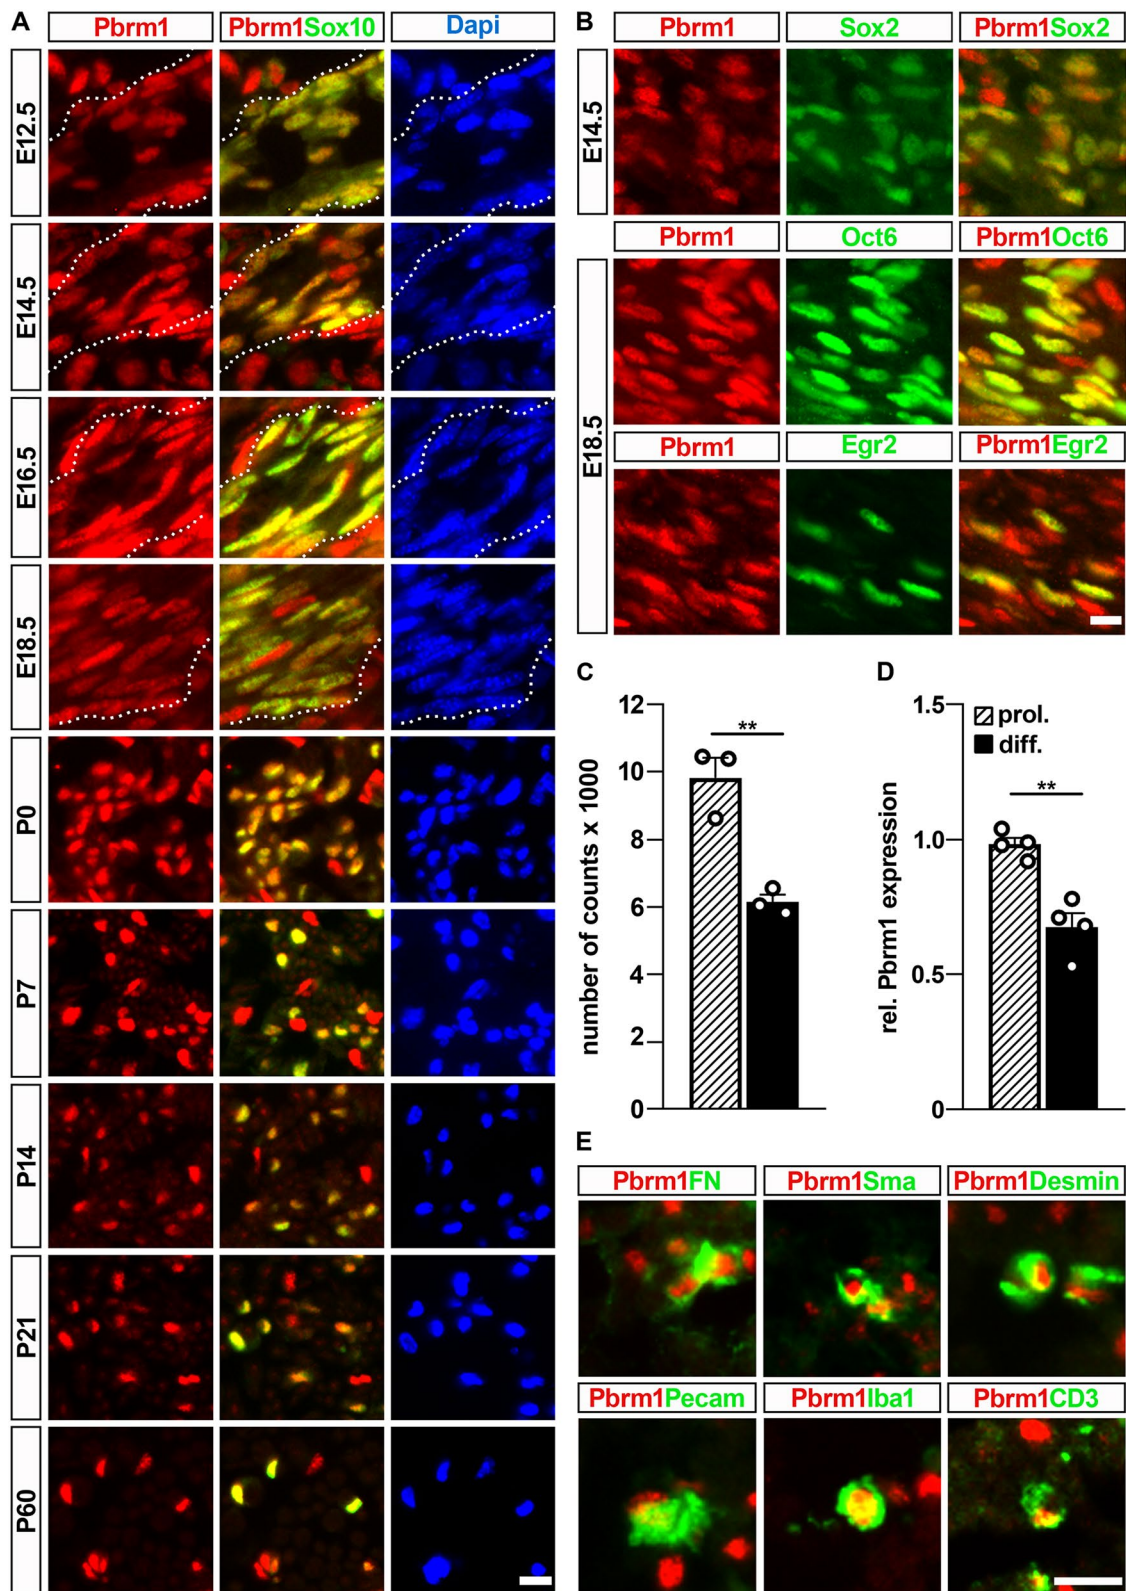 A
Pbrm1 Pbrm1Sox10 Dapi
E12.5
E14.5
E16.5
E18.5
P0
P7
P14
P21
P60
B
Pbrm1 Sox2 Pbrm1Sox2
E14.5
Pbrm1 Oct6 Pbrm1Oct6
E18.5
Pbrm1 Egr2 Pbrm1Egr2
C
number of counts x 1000
12
10
8
6
4
2
0
**
D
rel. Pbrm1 expression
1.5
1.0
0.5
0
prol.
diff.
**
E
Pbrm1FN Pbrm1Sma Pbrm1Desmin
Pbrm1Pecam Pbrm1Iba1 Pbrm1CD3